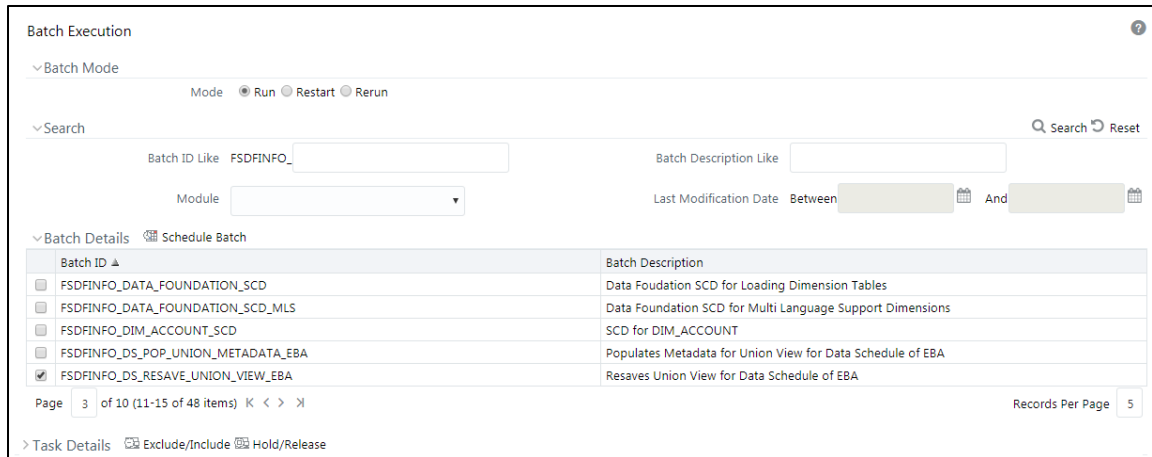 Batch Execution
Batch Mode
Mode Run Restart Rerun
Search Search Reset
Batch ID Like FSDFINFO_ Batch Description Like
Module Last Modification Date Between And
Batch Details Schedule Batch
Batch ID Batch Description
FSDFINFO_DATA_FOUNDATION_SCD Data Foudation SCD for Loading Dimension Tables
FSDFINFO_DATA_FOUNDATION_SCD_MLS Data Foundation SCD for Multi Language Support Dimensions
FSDFINFO_DIM_ACCOUNT_SCD SCD for DIM_ACCOUNT
FSDFINFO_DS_POP_UNION_METADATA_EBA Populates Metadata for Union View for Data Schedule of EBA
FSDFINFO_DS_RESAVE_UNION_VIEW_EBA Resaves Union View for Data Schedule of EBA
Page 3 of 10 (11-15 of 48 items) Records Per Page 5
Task Details Exclude/Include Hold/Release